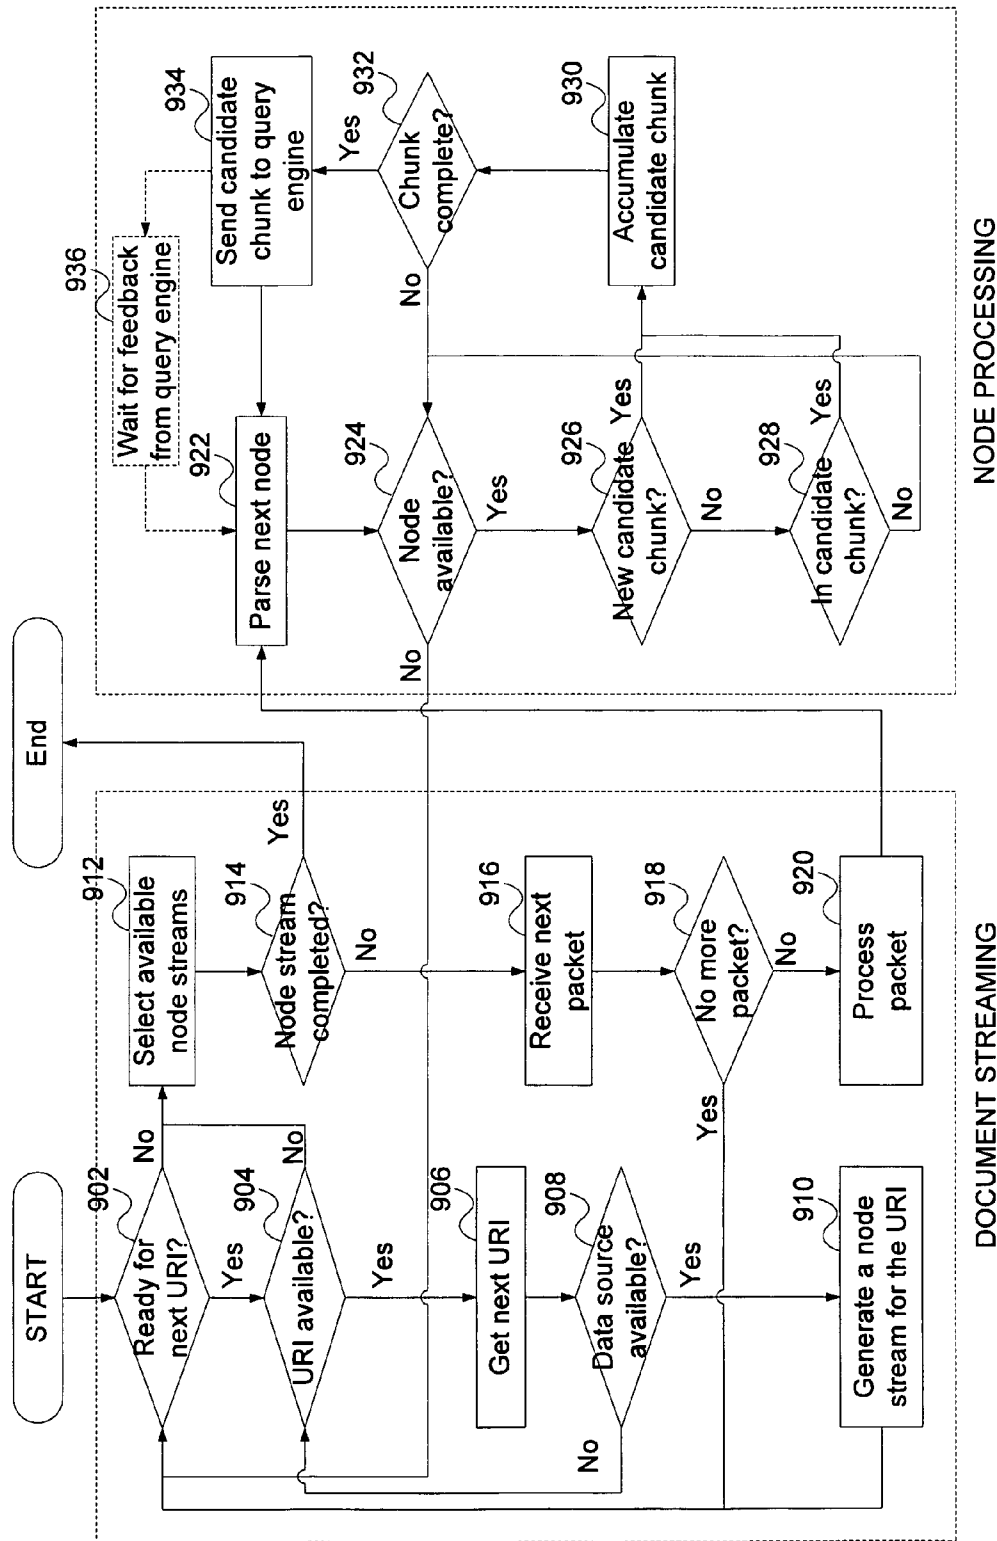 START
902
Ready for
next URI?
No
Yes
904
URI available?
No
Yes
906
Get next URI
908
Data source
available?
No
Yes
910
Generate a node
stream for the URI
912
Select available
node streams
914
Node stream
completed?
Yes
No
916
Receive next
packet
918
No more
packet?
Yes
No
920
Process
packet
DOCUMENT STREAMING
End
922
Parse next node
924
Node
available?
No
Yes
926
New candidate
chunk?
Yes
No
928
In candidate
chunk?
Yes
No
930
Accumulate
candidate chunk
932
Chunk
complete?
Yes
No
934
Send candidate
chunk to query
engine
936
Wait for feedback
from query engine
NODE PROCESSING